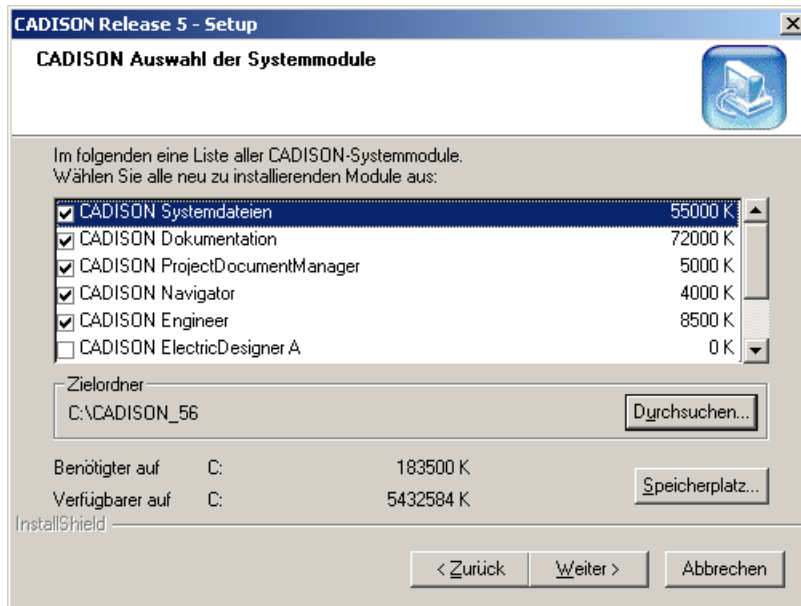 CADISON Release 5 - Setup
CADISON Auswahl der Systemmodule
Im folgenden eine Liste aller CADISON-Systemmodule.
Wählen Sie alle neu zu installierenden Module aus:
CADISON Systemdateien 55000 K
CADISON Dokumentation 72000 K
CADISON ProjectDocumentManager 5000 K
CADISON Navigator 4000 K
CADISON Engineer 8500 K
CADISON ElectricDesigner A 0 K
Zielordner
C:\CADISON_56 Durchsuchen...
Benötigter auf C: 183500 K
Speicherplatz...
Verfügbarer auf C: 5432584 K
InstallShield
< Zurück Weiter > Abbrechen